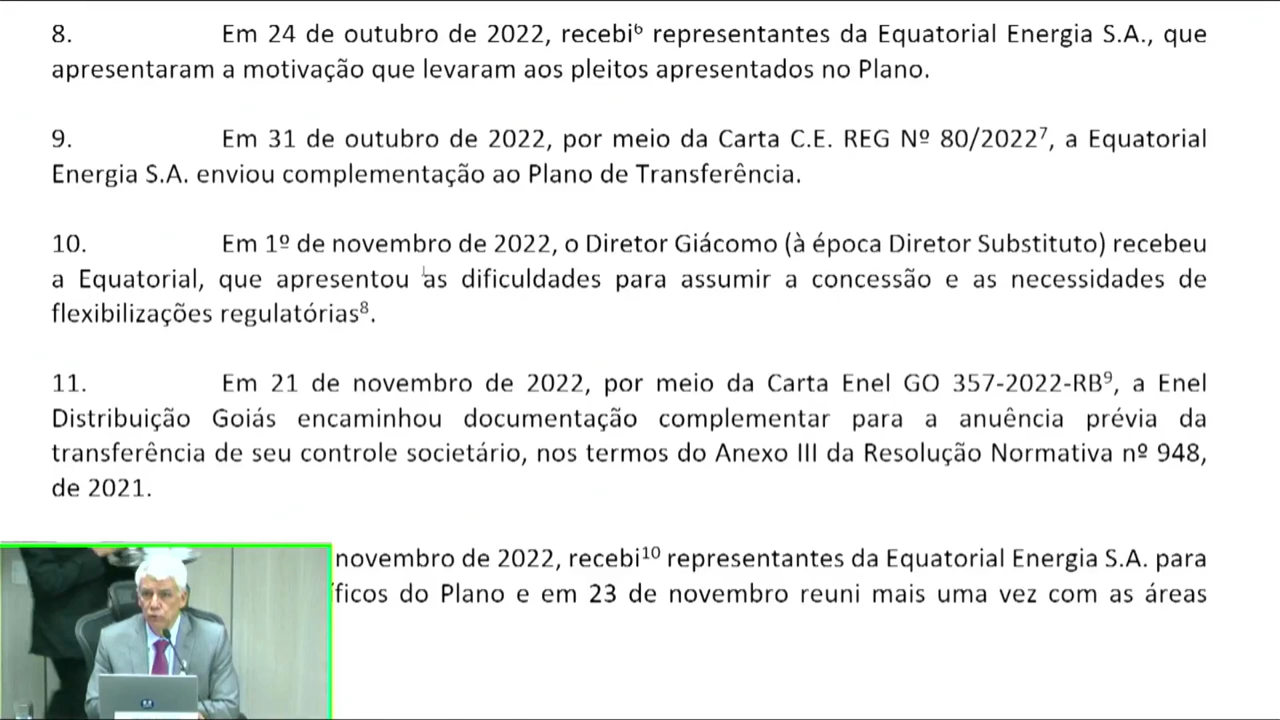 8. Em 24 de outubro de 2022, recebi⁶ representantes da Equatorial Energia S.A., que
apresentaram a motivação que levaram aos pleitos apresentados no Plano.
9. Em 31 de outubro de 2022, por meio da Carta C.E. REG Nº 80/2022⁷, a Equatorial
Energia S.A. enviou complementação ao Plano de Transferência.
10. Em 1º de novembro de 2022, o Diretor Giácomo (à época Diretor Substituto) recebeu
a Equatorial, que apresentou as dificuldades para assumir a concessão e as necessidades de
flexibilizações regulatórias⁸.
11. Em 21 de novembro de 2022, por meio da Carta Enel GO 357-2022-RB⁹, a Enel
Distribuição Goiás encaminhou documentação complementar para a anuência prévia da
transferência de seu controle societário, nos termos do Anexo III da Resolução Normativa nº 948,
de 2021.
novembro de 2022, recebi¹⁰ representantes da Equatorial Energia S.A. para
ficos do Plano e em 23 de novembro reuni mais uma vez com as áreas